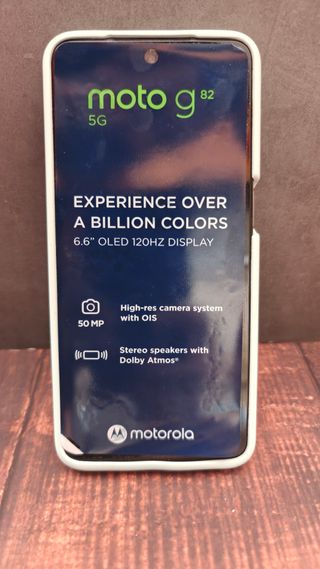 moto g 82
5G
EXPERIENCE OVER
A BILLION COLORS
6.6" OLED 120HZ DISPLAY
50 MP
High-res camera system
with OIS
Stereo speakers with
Dolby Atmos®
motorola